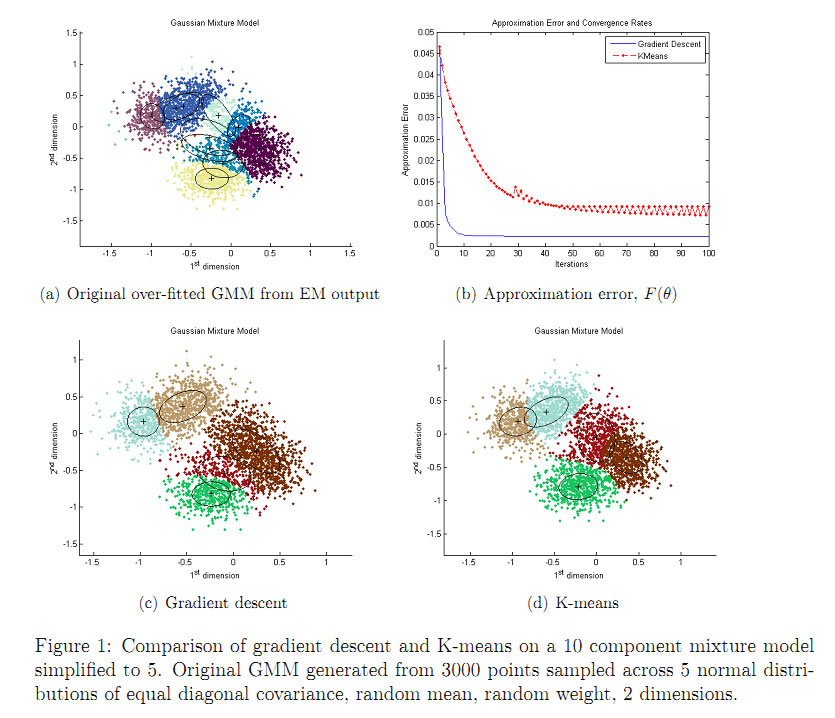 Gaussian Mixture Model
1.5
1
0.5
0
-0.5
-1
-1.5
2nd dimension
-1.5 -1 -0.5 0 0.5 1 1.5
1st dimension
(a) Original over-fitted GMM from EM output
Approximation Error and Convergence Rates
Gradient Descent
KMeans
0.05
0.045
0.04
0.035
0.03
0.025
0.02
0.015
0.01
0.005
0
Approximation Error
0 10 20 30 40 50 60 70 80 90 100
Iterations
(b) Approximation error, F(θ)
Gaussian Mixture Model
1
0.5
0
-0.5
-1
-1.5
2nd dimension
-1.5 -1 -0.5 0 0.5 1
1st dimension
(c) Gradient descent
Gaussian Mixture Model
1
0.5
0
-0.5
-1
-1.5
2nd dimension
-1.5 -1 -0.5 0 0.5 1
1st dimension
(d) K-means
Figure 1: Comparison of gradient descent and K-means on a 10 component mixture model
simplified to 5. Original GMM generated from 3000 points sampled across 5 normal distri-
butions of equal diagonal covariance, random mean, random weight, 2 dimensions.